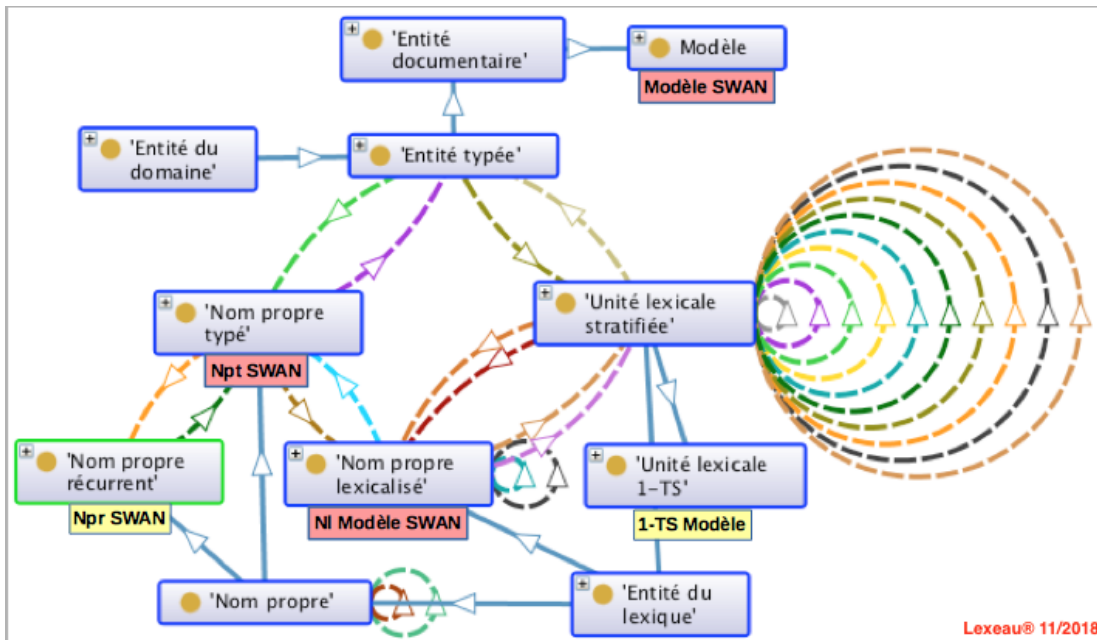 'Entité
documentaire'
Modèle
Modèle SWAN
'Entité du
domaine'
'Entité typée'
'Nom propre
typé'
Npt SWAN
'Unité lexicale
stratifiée'
'Nom propre
récurrent'
Npr SWAN
'Nom propre
lexicalisé'
Nl Modèle SWAN
'Unité lexicale
1-TS'
1-TS Modèle
'Nom propre'
'Entité du
lexique'
Lexeau® 11/2018